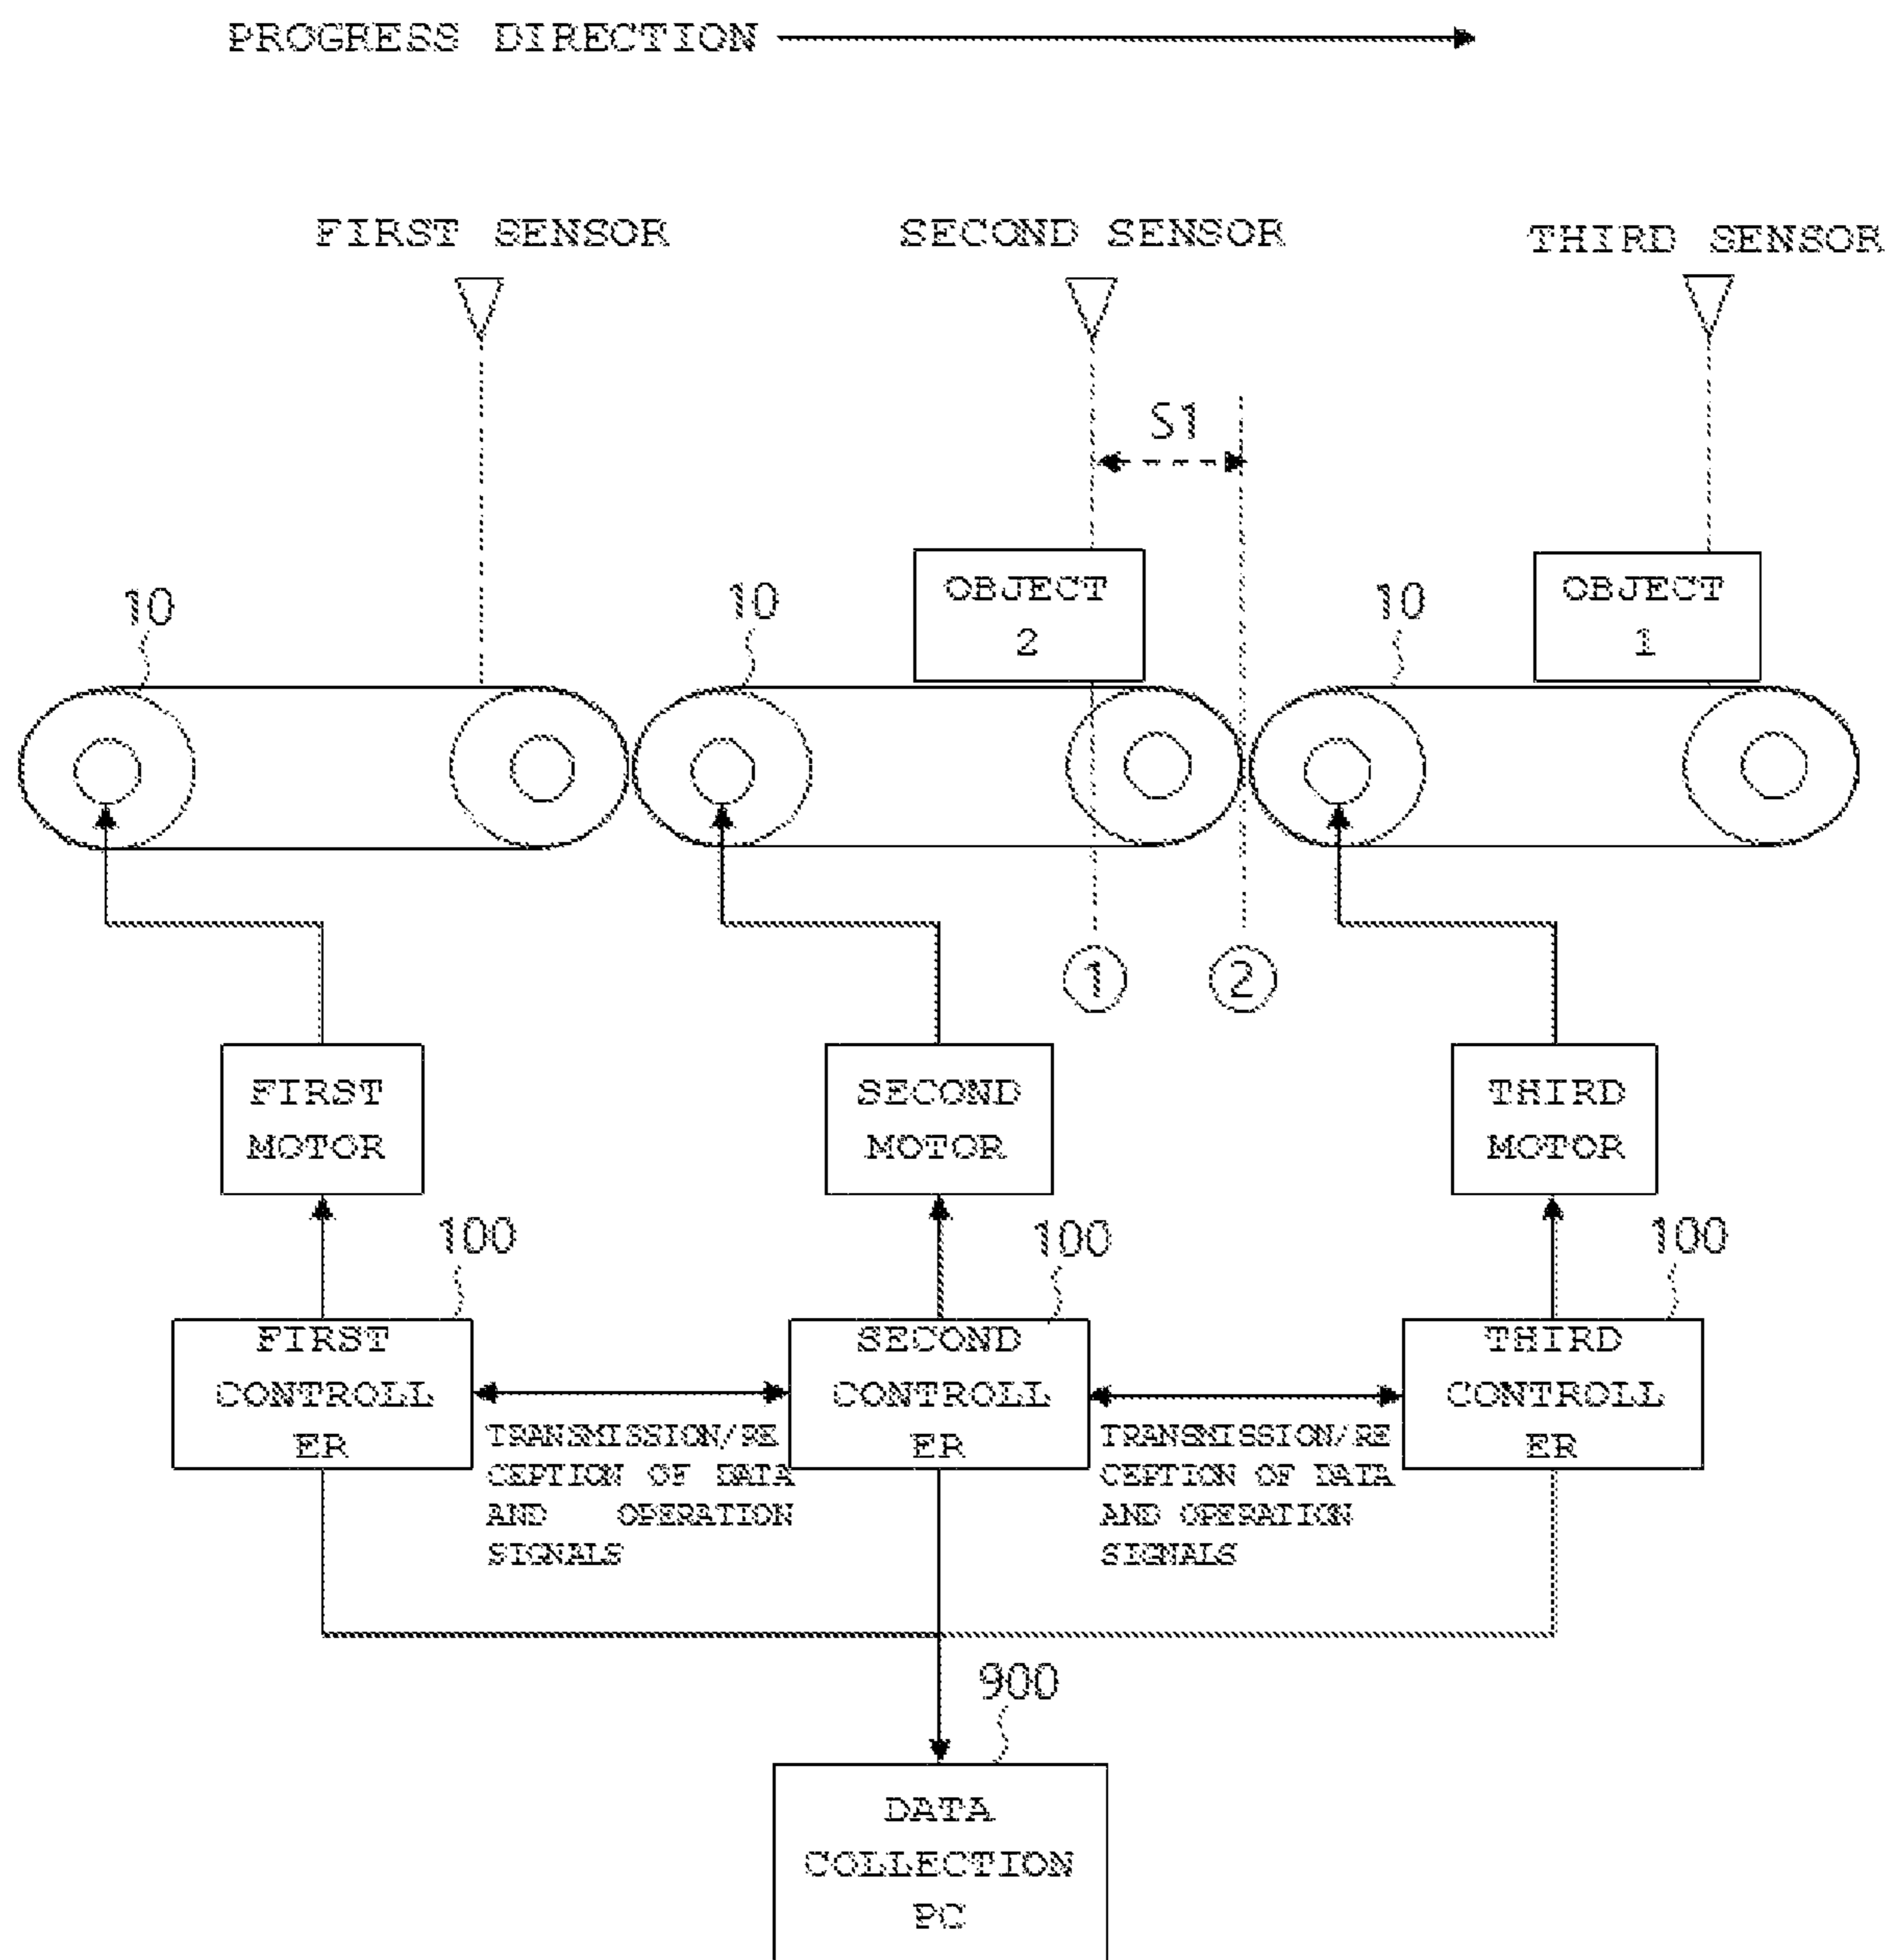 PROGRESS DIRECTION
FIRST SENSOR
SECOND SENSOR
THIRD SENSOR
S1
10
10
OBJECT
2
10
OBJECT
1
1
2
FIRST
MOTOR
SECOND
MOTOR
THIRD
MOTOR
100
100
100
FIRST
CONTROLL
ER
TRANSMISSION/RE
CEPTION OF DATA
AND OPERATION
SIGNALS
SECOND
CONTROLL
ER
TRANSMISSION/RE
CEPTION OF DATA
AND OPERATION
SIGNALS
THIRD
CONTROLL
ER
900
DATA
COLLECTION
PC